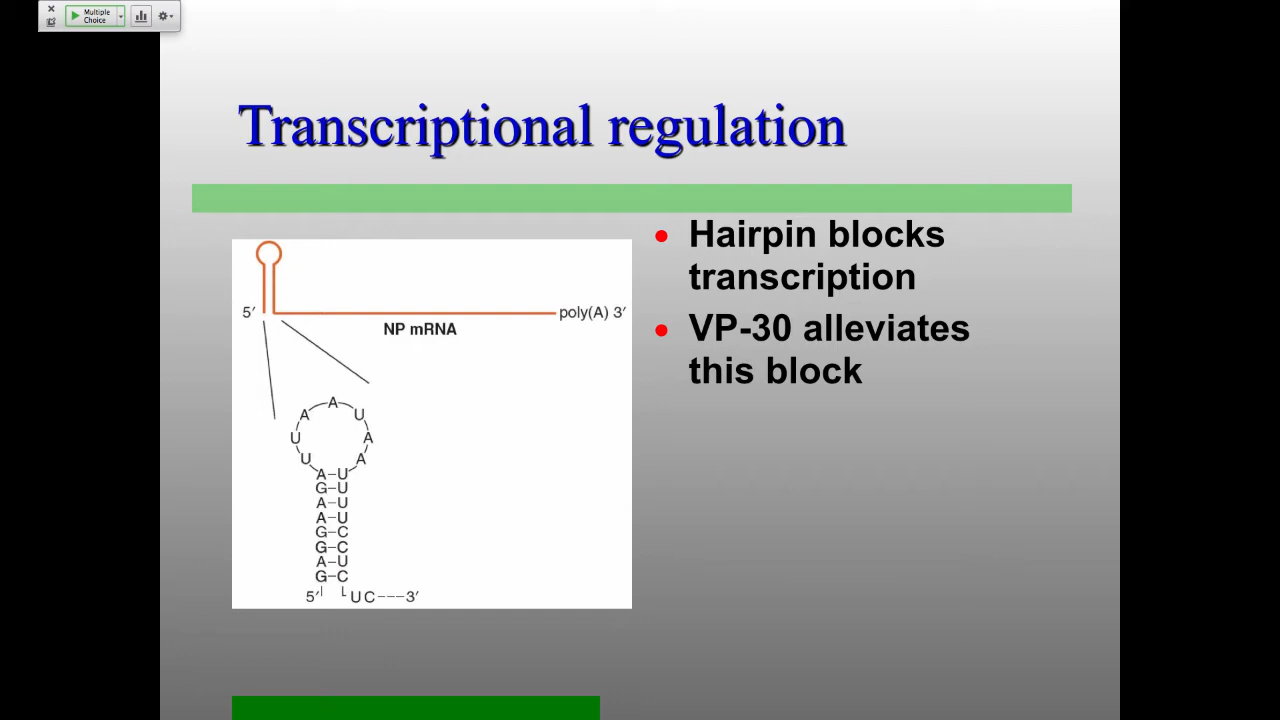 Multiple
Choice
Transcriptional regulation
5′
poly(A) 3′
NP mRNA
A
A U
U A
U A
A–U
G–U
A–U
A–U
G–C
G–C
A–U
G–C
5′ UC---3′
• Hairpin blocks
transcription
• VP-30 alleviates
this block